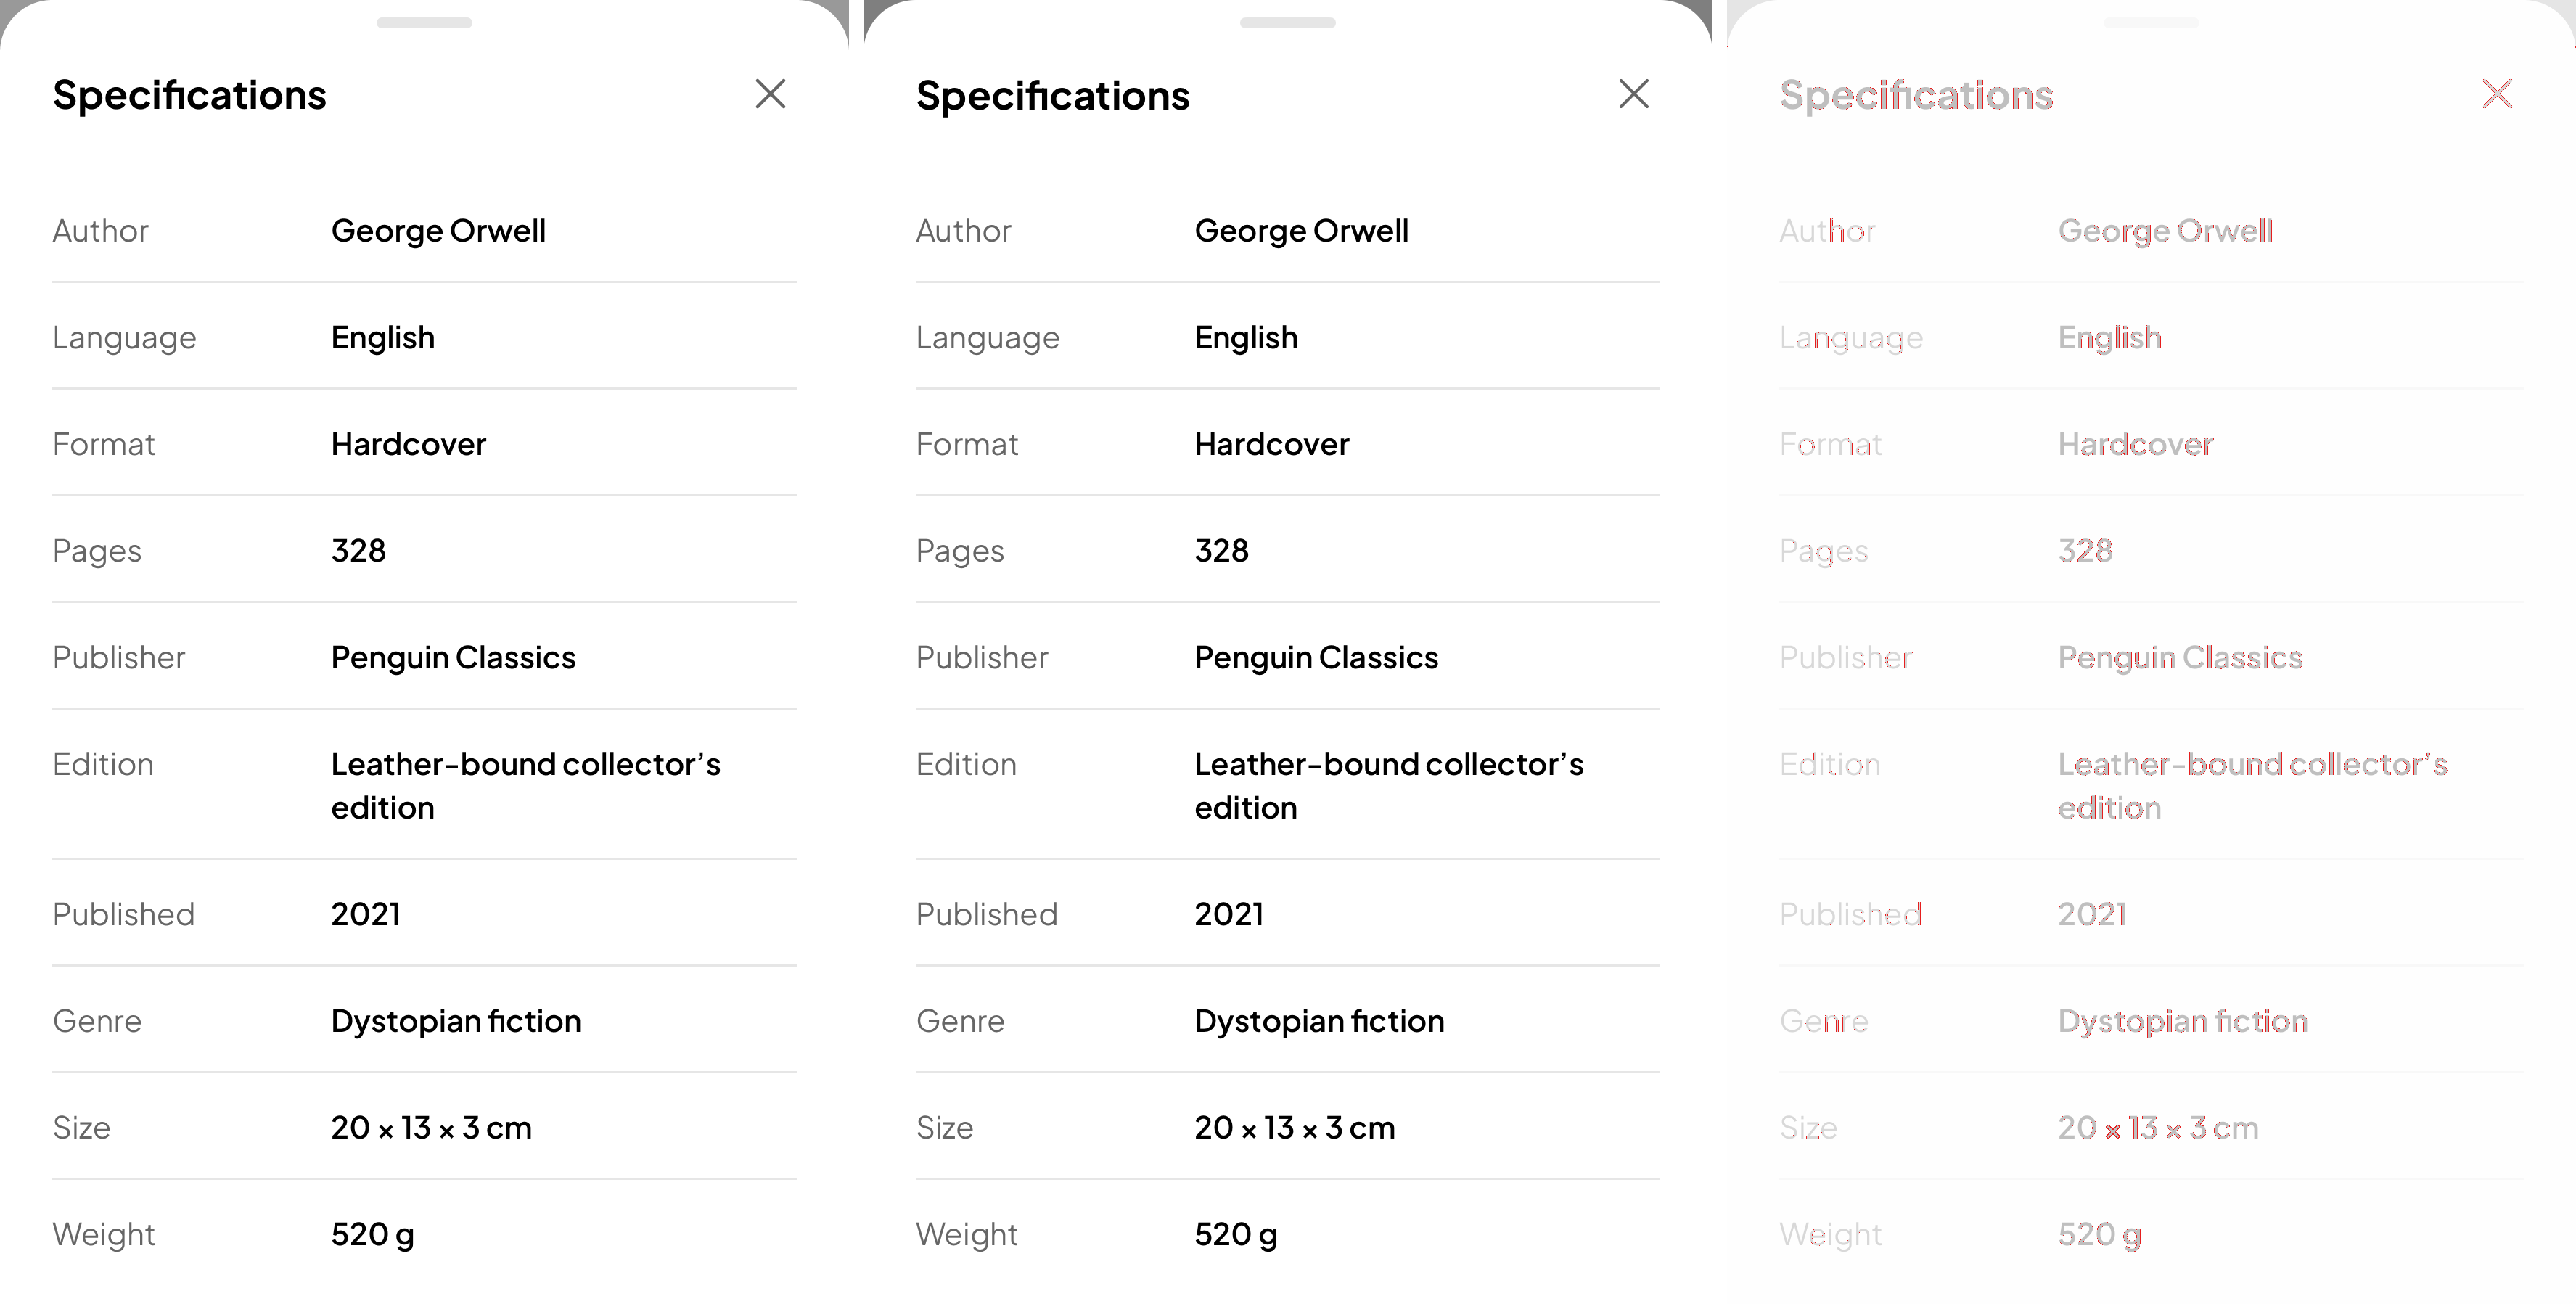 Specifications
Author George Orwell
Language English
Format Hardcover
Pages 328
Publisher Penguin Classics
Edition Leather-bound collector’s
edition
Published 2021
Genre Dystopian fiction
Size 20 × 13 × 3 cm
Weight 520 g
Specifications
Author George Orwell
Language English
Format Hardcover
Pages 328
Publisher Penguin Classics
Edition Leather-bound collector’s
edition
Published 2021
Genre Dystopian fiction
Size 20 × 13 × 3 cm
Weight 520 g
Specifications
Author George Orwell
Language English
Format Hardcover
Pages 328
Publisher Penguin Classics
Edition Leather-bound collector’s
edition
Published 2021
Genre Dystopian fiction
Size 20 × 13 × 3 cm
Weight 520 g